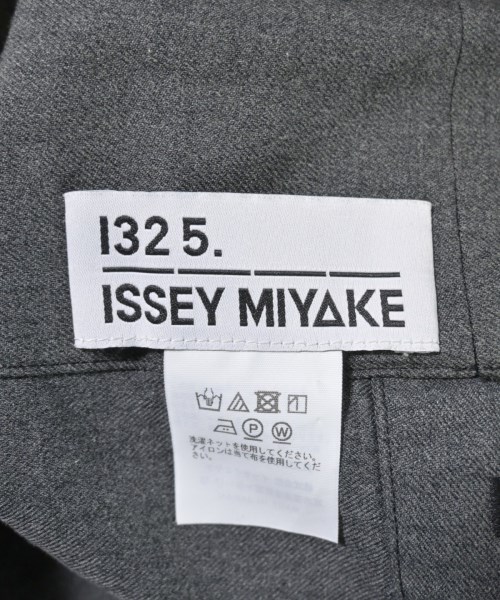 132 5.
ISSEY MIYAKE
P W
洗濯ネットを使用してください。
アイロンは当て布を使用してくだ
さい。